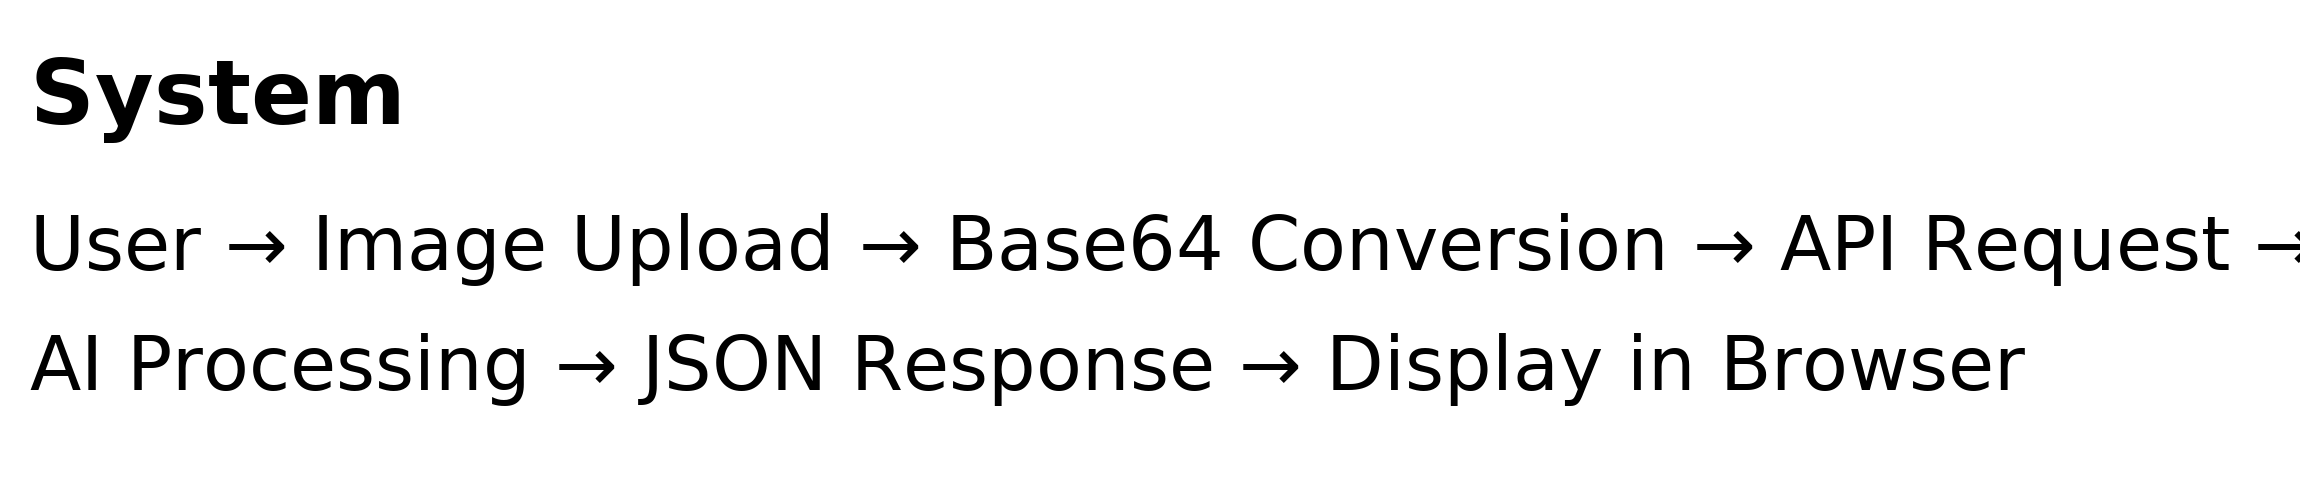 System
User → Image Upload → Base64 Conversion → API Request →
AI Processing → JSON Response → Display in Browser